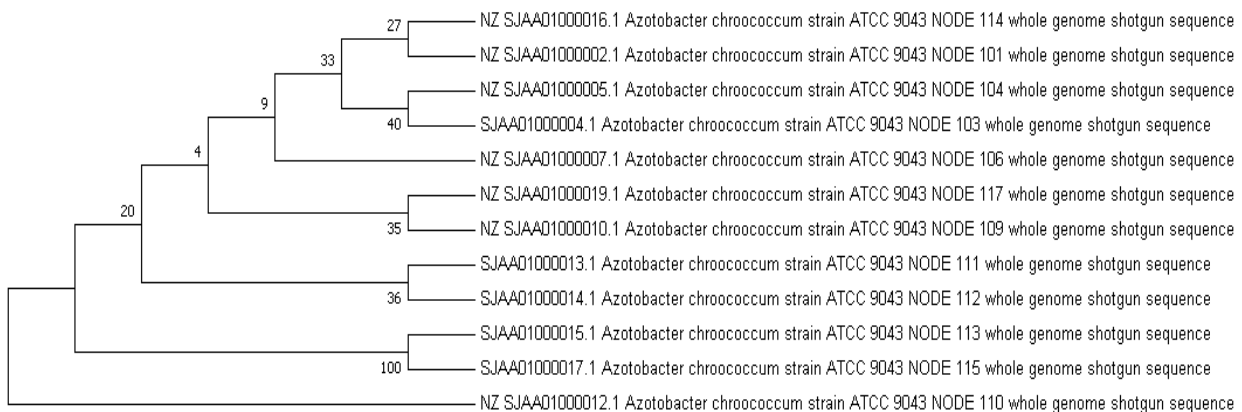 NZ SJAA01000016.1 Azotobacter chroococcum strain ATCC 9043 NODE 114 whole genome shotgun sequence
27
NZ SJAA01000002.1 Azotobacter chroococcum strain ATCC 9043 NODE 101 whole genome shotgun sequence
33
NZ SJAA01000005.1 Azotobacter chroococcum strain ATCC 9043 NODE 104 whole genome shotgun sequence
9
40
SJAA01000004.1 Azotobacter chroococcum strain ATCC 9043 NODE 103 whole genome shotgun sequence
4
NZ SJAA01000007.1 Azotobacter chroococcum strain ATCC 9043 NODE 106 whole genome shotgun sequence
NZ SJAA01000019.1 Azotobacter chroococcum strain ATCC 9043 NODE 117 whole genome shotgun sequence
20
35
NZ SJAA01000010.1 Azotobacter chroococcum strain ATCC 9043 NODE 109 whole genome shotgun sequence
SJAA01000013.1 Azotobacter chroococcum strain ATCC 9043 NODE 111 whole genome shotgun sequence
36
SJAA01000014.1 Azotobacter chroococcum strain ATCC 9043 NODE 112 whole genome shotgun sequence
SJAA01000015.1 Azotobacter chroococcum strain ATCC 9043 NODE 113 whole genome shotgun sequence
100
SJAA01000017.1 Azotobacter chroococcum strain ATCC 9043 NODE 115 whole genome shotgun sequence
NZ SJAA01000012.1 Azotobacter chroococcum strain ATCC 9043 NODE 110 whole genome shotgun sequence